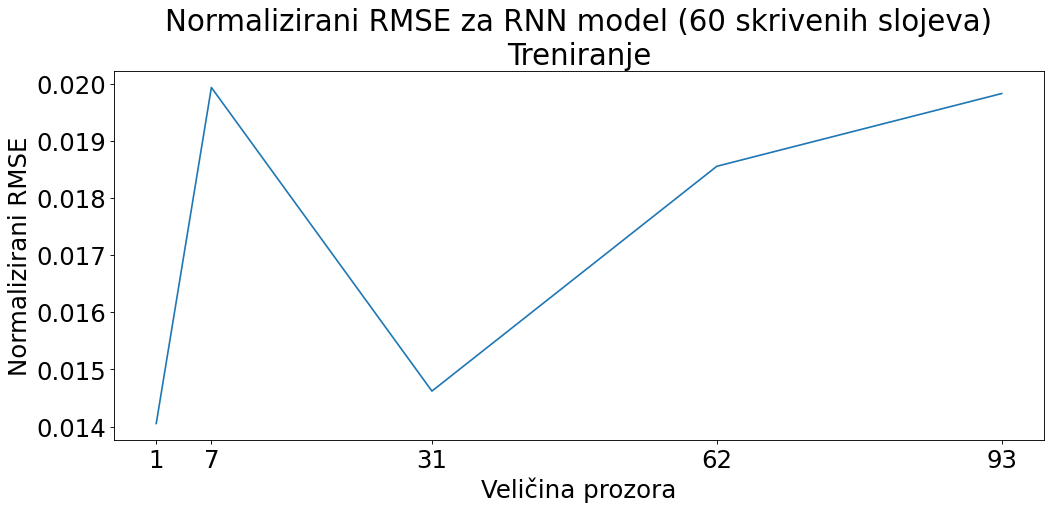 Normalizirani RMSE za RNN model (60 skrivenih slojeva)
Treniranje
Normalizirani RMSE
0.020
0.019
0.018
0.017
0.016
0.015
0.014
1 7 31 62 93
Veličina prozora